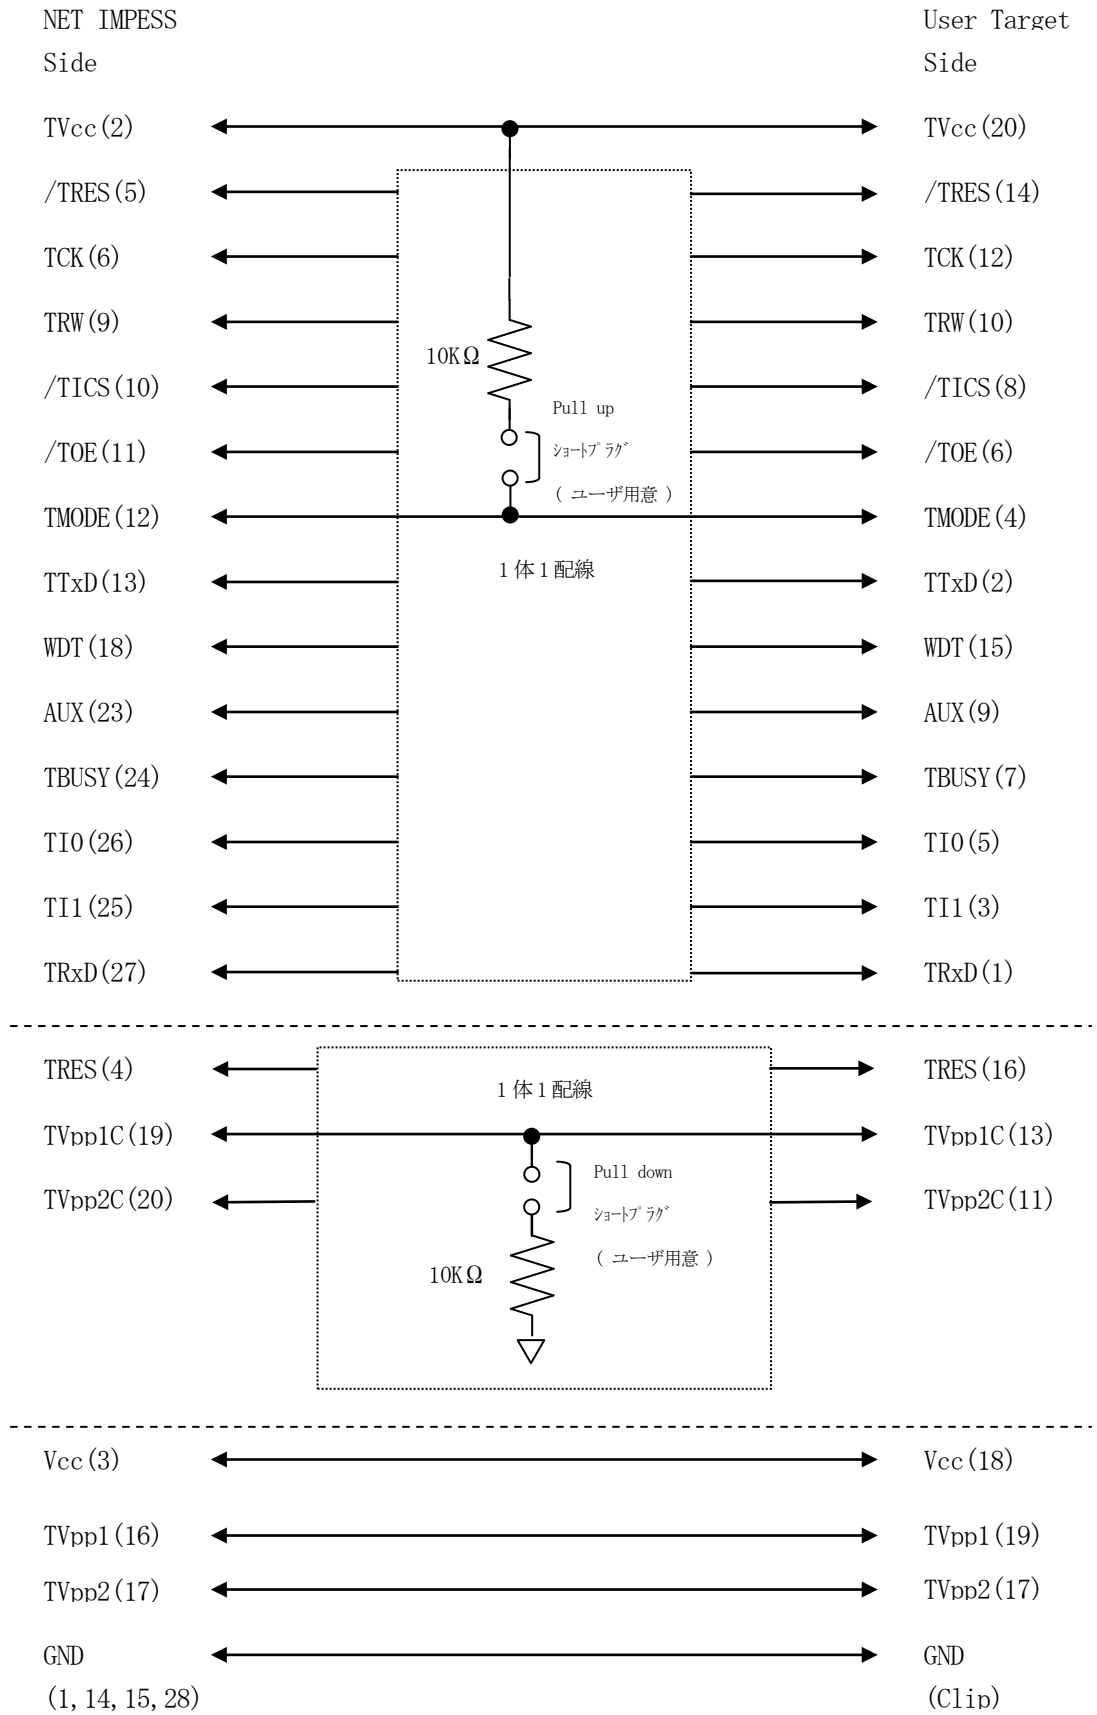 NET IMPESS User Target
Side Side
TVcc(2) TVcc(20)
/TRES(5) /TRES(14)
TCK(6) TCK(12)
TRW(9) TRW(10)
10KΩ
/TICS(10) /TICS(8)
Pull up
/TOE(11) ｼｮｰﾄﾌﾟﾗｸﾞ /TOE(6)
( ユーザ用意 )
TMODE(12) TMODE(4)
1体1配線
TTxD(13) TTxD(2)
WDT(18) WDT(15)
AUX(23) AUX(9)
TBUSY(24) TBUSY(7)
TI0(26) TI0(5)
TI1(25) TI1(3)
TRxD(27) TRxD(1)
TRES(4) TRES(16)
1体1配線
TVpp1C(19) TVpp1C(13)
Pull down
TVpp2C(20) TVpp2C(11)
ｼｮｰﾄﾌﾟﾗｸﾞ
( ユーザ用意 )
10KΩ
Vcc(3) Vcc(18)
TVpp1(16) TVpp1(19)
TVpp2(17) TVpp2(17)
GND GND
(1,14,15,28) (Clip)